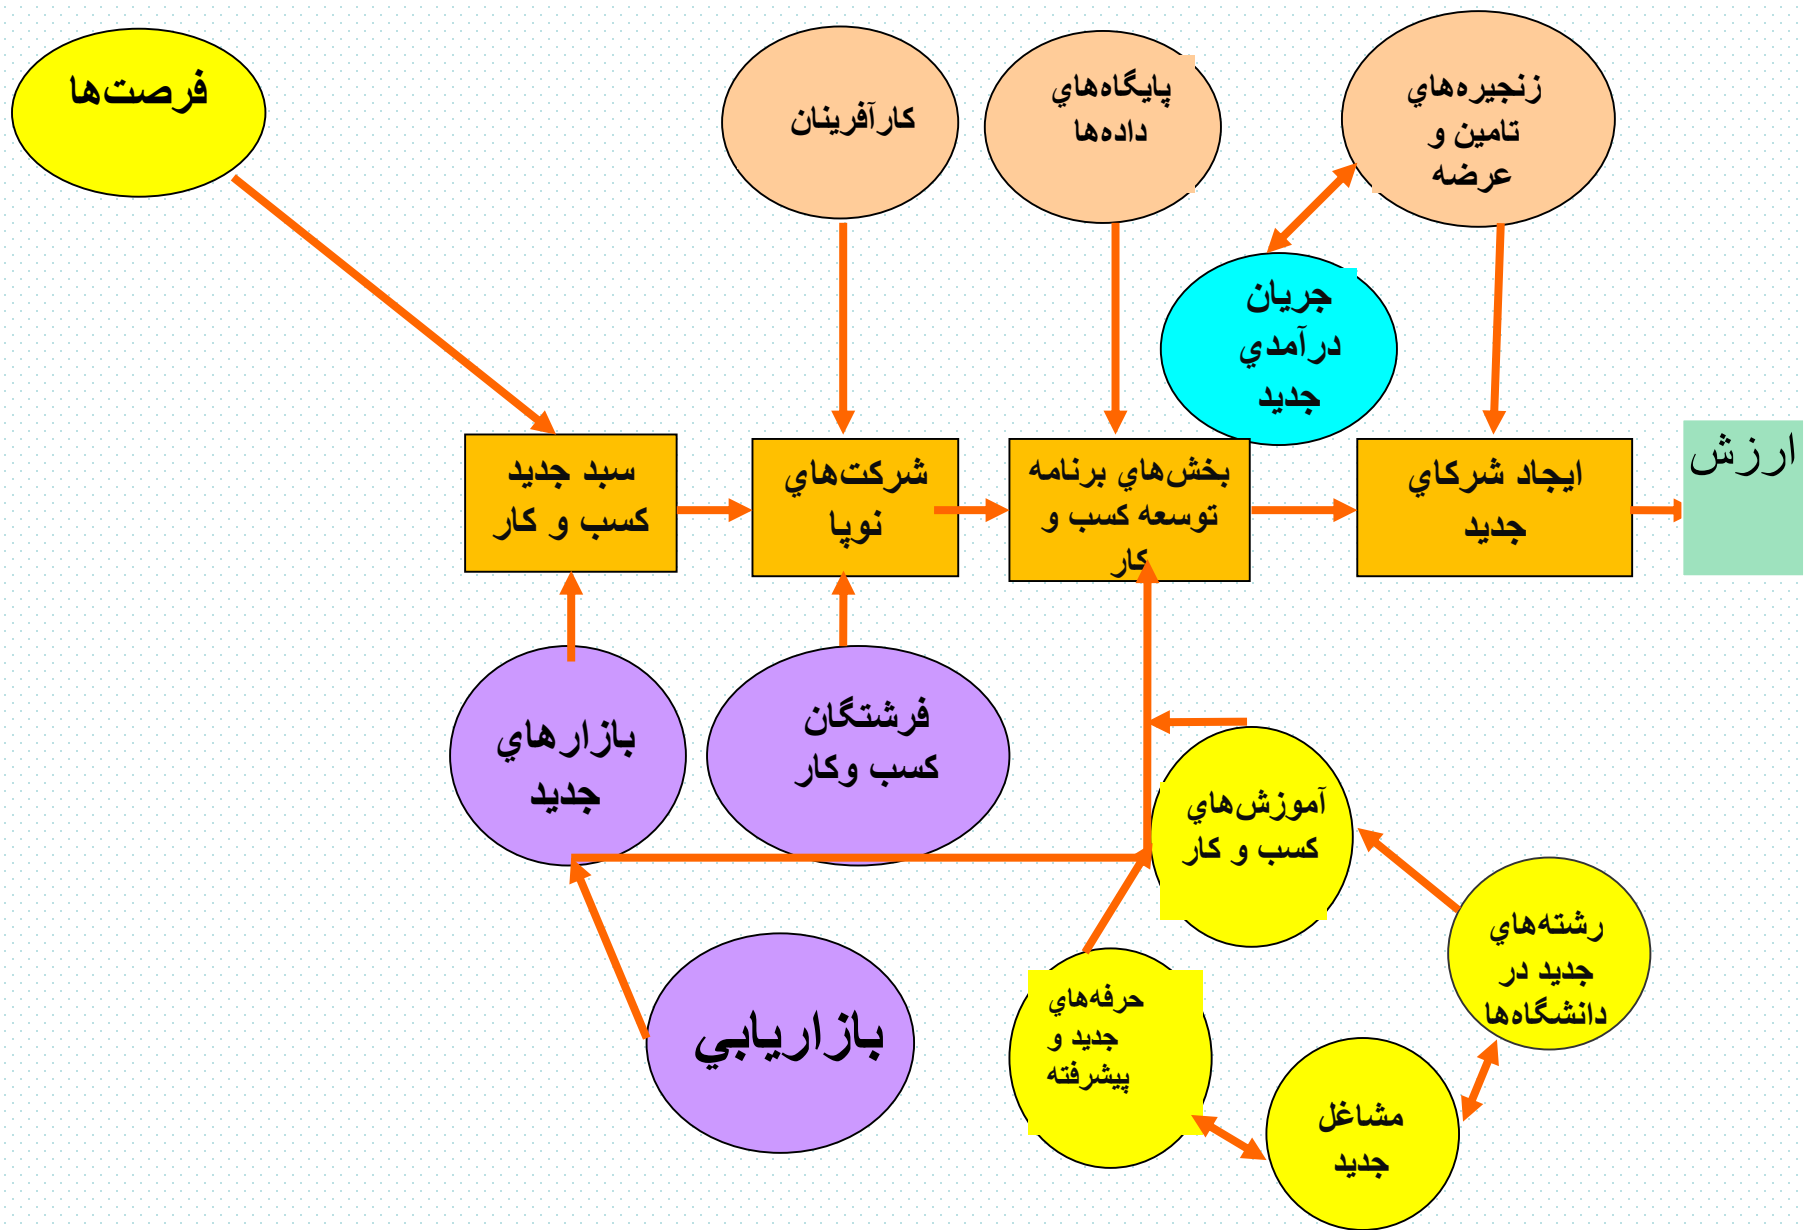 فرصت‌ها
كارآفرينان
پايگاه‌هاي
داده‌ها
زنجيره‌هاي
تامين و
عرضه
جريان
درآمدي
جديد
سبد جديد
كسب و كار
شركت‌هاي
نوپا
بخش‌هاي برنامه
توسعه كسب و
كار
ايجاد شركاي
جديد
ارزش
بازارهاي
جديد
فرشتگان
كسب وكار
آموزش‌هاي
كسب و كار
رشته‌هاي
جديد در
دانشگاه‌ها
بازاريابي
حرفه‌هاي
جديد و
پيشرفته
مشاغل
جديد